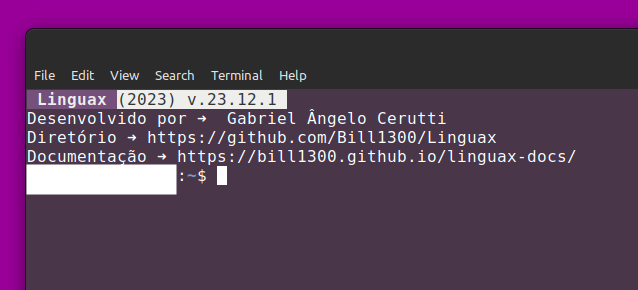 File Edit View Search Terminal Help
Linguax (2023) v.23.12.1
Desenvolvido por ➜  Gabriel Ângelo Cerutti
Diretório ➜ https://github.com/Bill1300/Linguax
Documentação ➜ https://bill1300.github.io/linguax-docs/
:~$